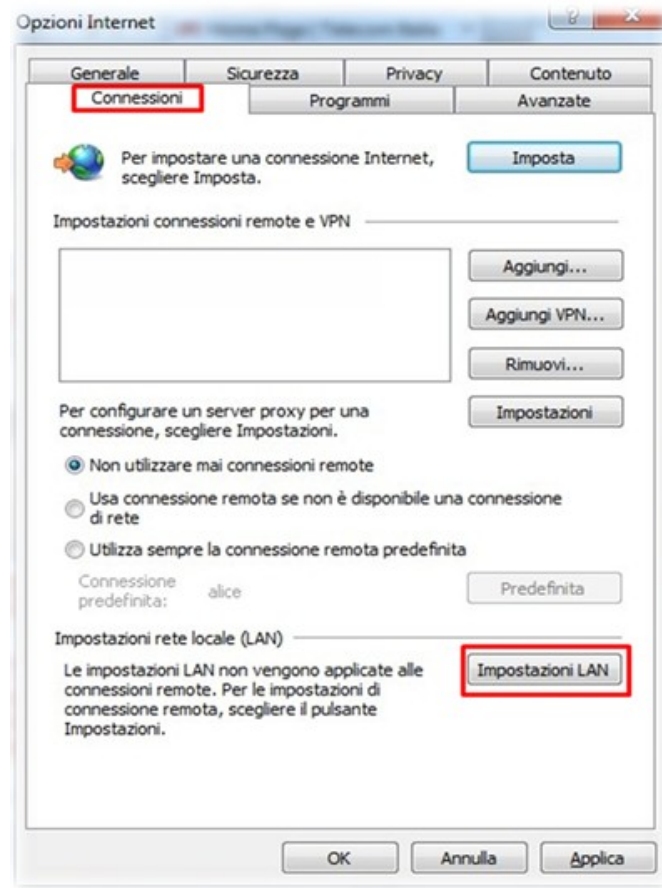 Opzioni Internet
Generale Sicurezza Privacy Contenuto
Connessioni Programmi Avanzate
Per impostare una connessione Internet,
scegliere Imposta.
Imposta
Impostazioni connessioni remote e VPN
Aggiungi...
Aggiungi VPN...
Rimuovi...
Per configurare un server proxy per una
connessione, scegliere Impostazioni.
Impostazioni
Non utilizzare mai connessioni remote
Usa connessione remota se non è disponibile una connessione
di rete
Utilizza sempre la connessione remota predefinita
Connessione
predefinita:
alice
Predefinita
Impostazioni rete locale (LAN)
Le impostazioni LAN non vengono applicate alle
connessioni remote. Per le impostazioni di
connessione remota, scegliere il pulsante
Impostazioni.
Impostazioni LAN
OK Annulla Applica